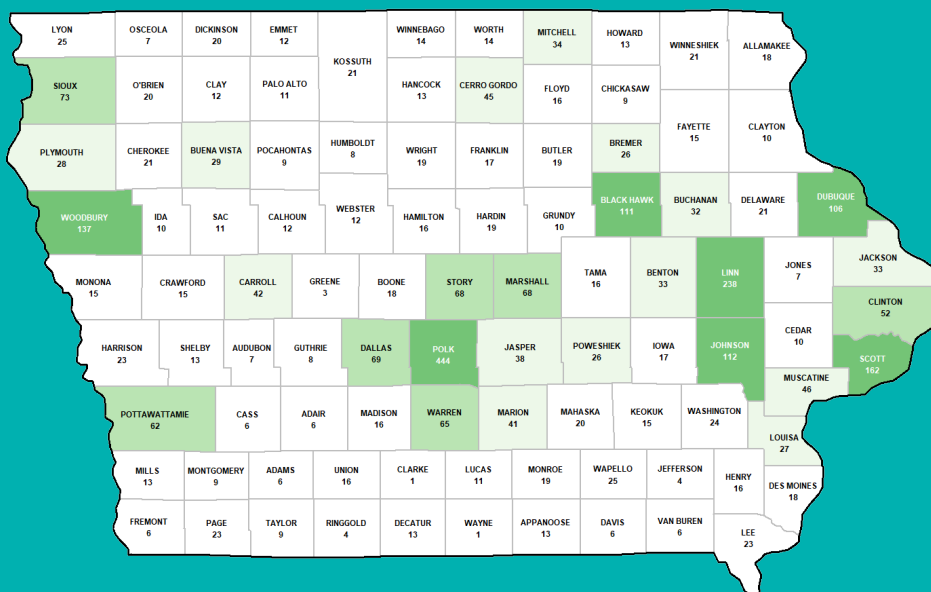 LYON
25
OSCEOLA
7
DICKINSON
20
EMMET
12
KOSSUTH
21
WINNEBAGO
14
WORTH
14
MITCHELL
34
HOWARD
13
WINNESHIEK
21
ALLAMAKEE
18
SIOUX
73
O'BRIEN
20
CLAY
12
PALO ALTO
11
HANCOCK
13
CERRO GORDO
45
FLOYD
16
CHICKASAW
9
FAYETTE
15
CLAYTON
10
PLYMOUTH
28
CHEROKEE
21
BUENA VISTA
29
POCAHONTAS
9
HUMBOLDT
8
WRIGHT
19
FRANKLIN
17
BUTLER
19
BREMER
26
WOODBURY
137
IDA
10
SAC
11
CALHOUN
12
WEBSTER
12
HAMILTON
16
HARDIN
19
GRUNDY
10
BLACK HAWK
111
BUCHANAN
32
DELAWARE
21
DUBUQUE
106
MONONA
15
CRAWFORD
15
CARROLL
42
GREENE
3
BOONE
18
STORY
68
MARSHALL
68
TAMA
16
BENTON
33
LINN
238
JONES
7
JACKSON
33
CLINTON
52
HARRISON
23
SHELBY
13
AUDUBON
7
GUTHRIE
8
DALLAS
69
POLK
444
JASPER
38
POWESHIEK
26
IOWA
17
JOHNSON
112
CEDAR
10
SCOTT
162
MUSCATINE
46
POTTAWATTAMIE
62
CASS
6
ADAIR
6
MADISON
16
WARREN
65
MARION
41
MAHASKA
20
KEOKUK
15
WASHINGTON
24
LOUISA
27
MILLS
13
MONTGOMERY
9
ADAMS
6
UNION
16
CLARKE
1
LUCAS
11
MONROE
19
WAPELLO
25
JEFFERSON
4
HENRY
16
DES MOINES
18
FREMONT
6
PAGE
23
TAYLOR
9
RINGGOLD
4
DECATUR
13
WAYNE
1
APPANOOSE
13
DAVIS
6
VAN BUREN
6
LEE
23